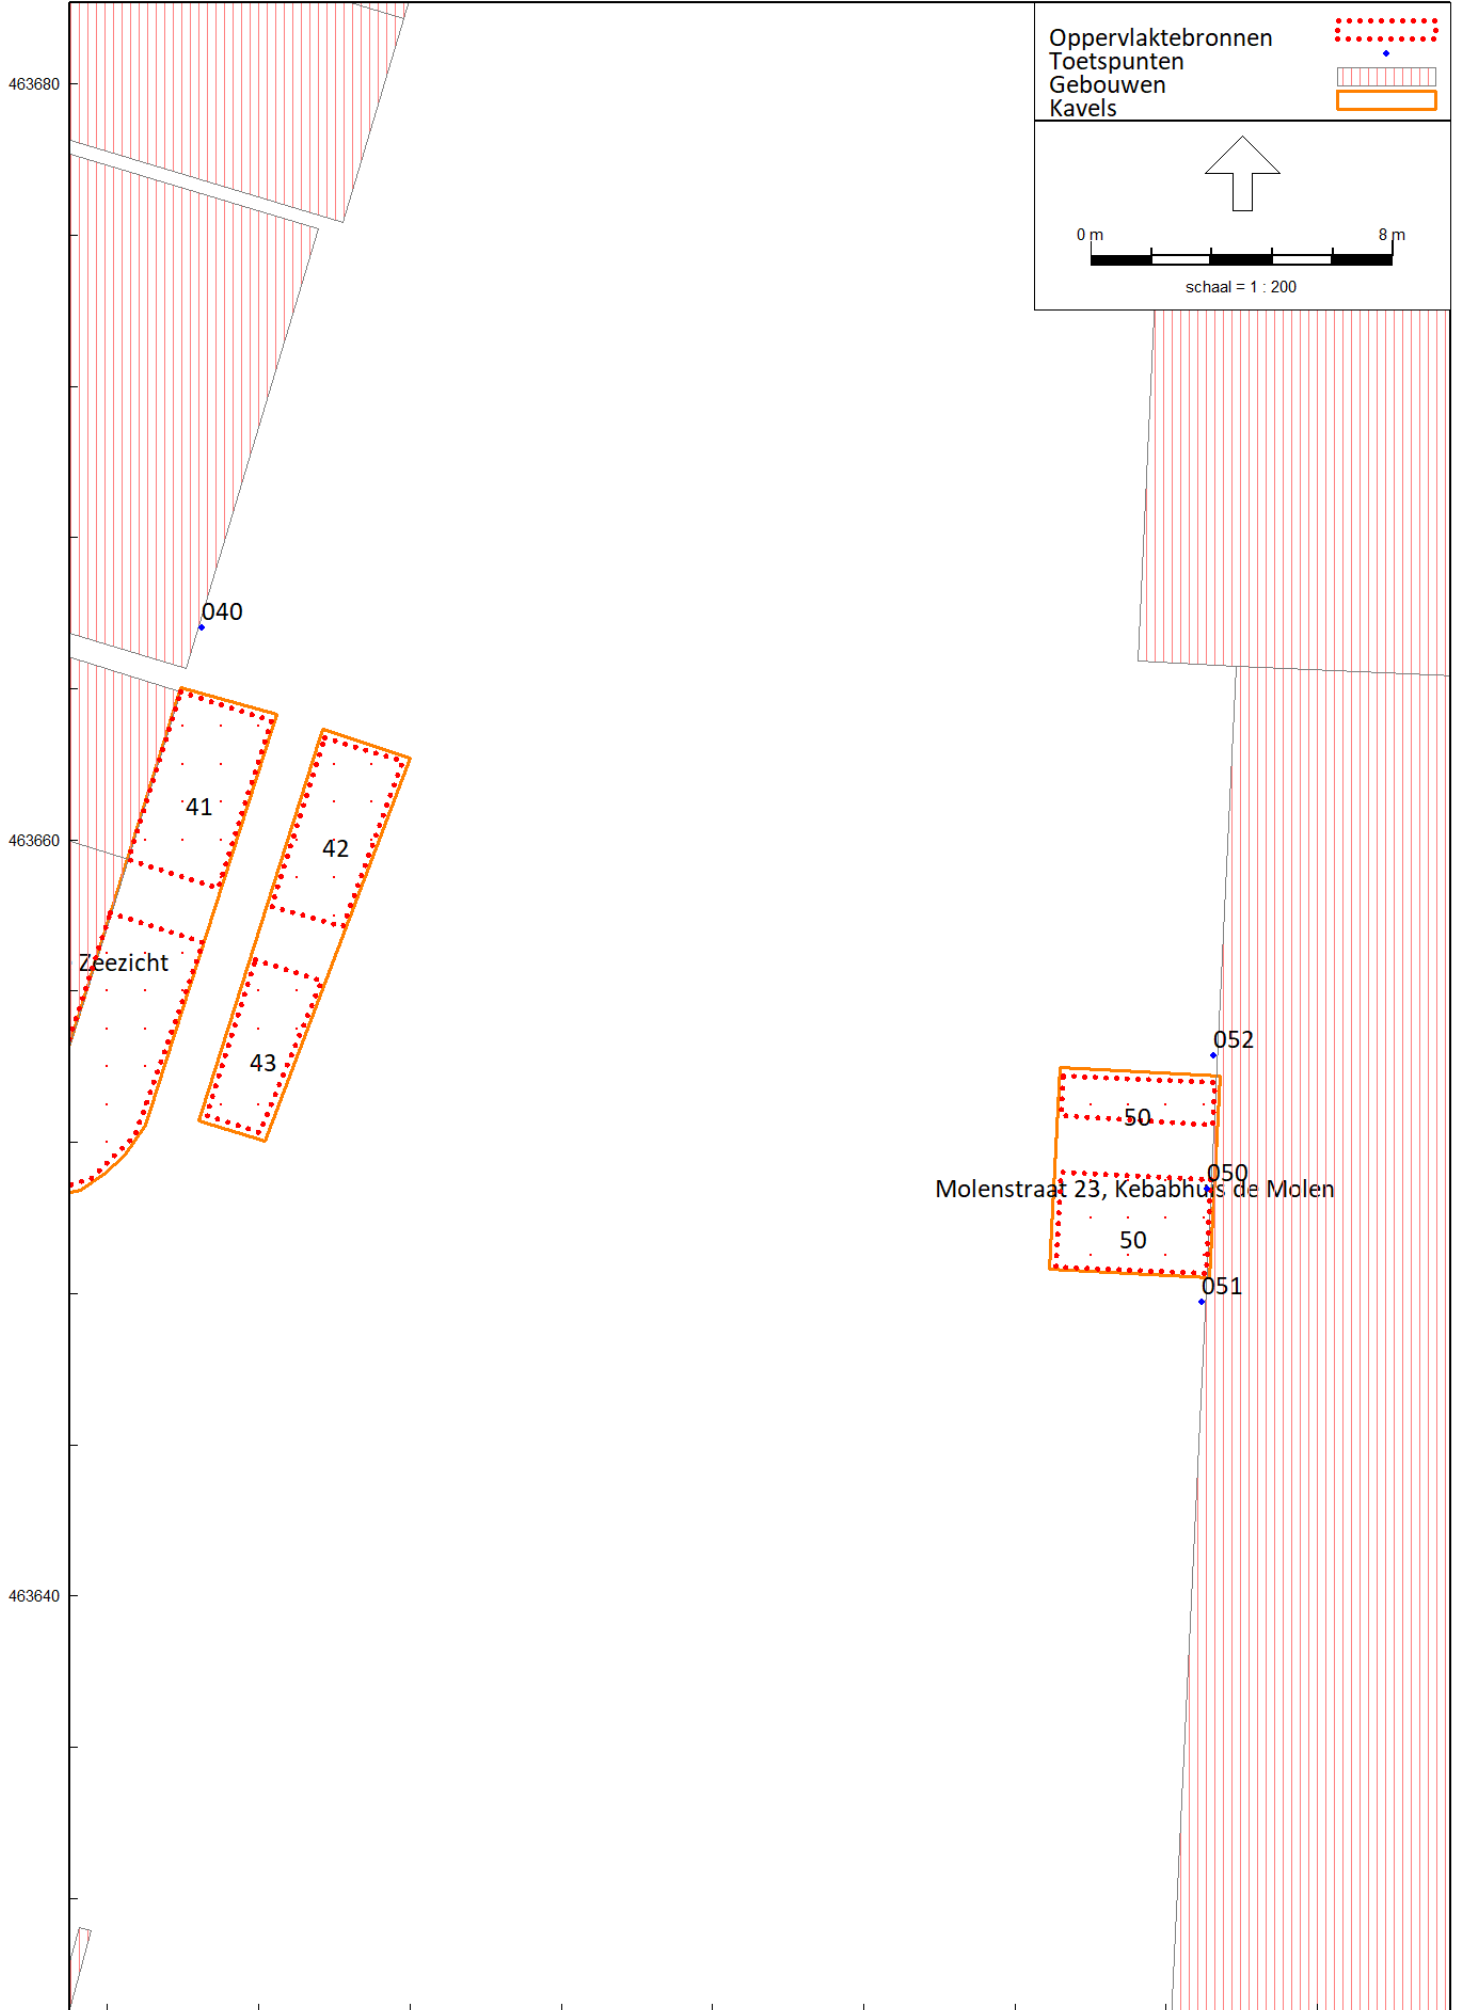 Oppervlaktebronnen
Toetspunten
Gebouwen
Kavels
0 m 8 m
schaal = 1 : 200
463680
040
41
463660
42
Zeezicht
43
052
50
050
Molenstraat 23, Kebabhuis de Molen
50
051
463640